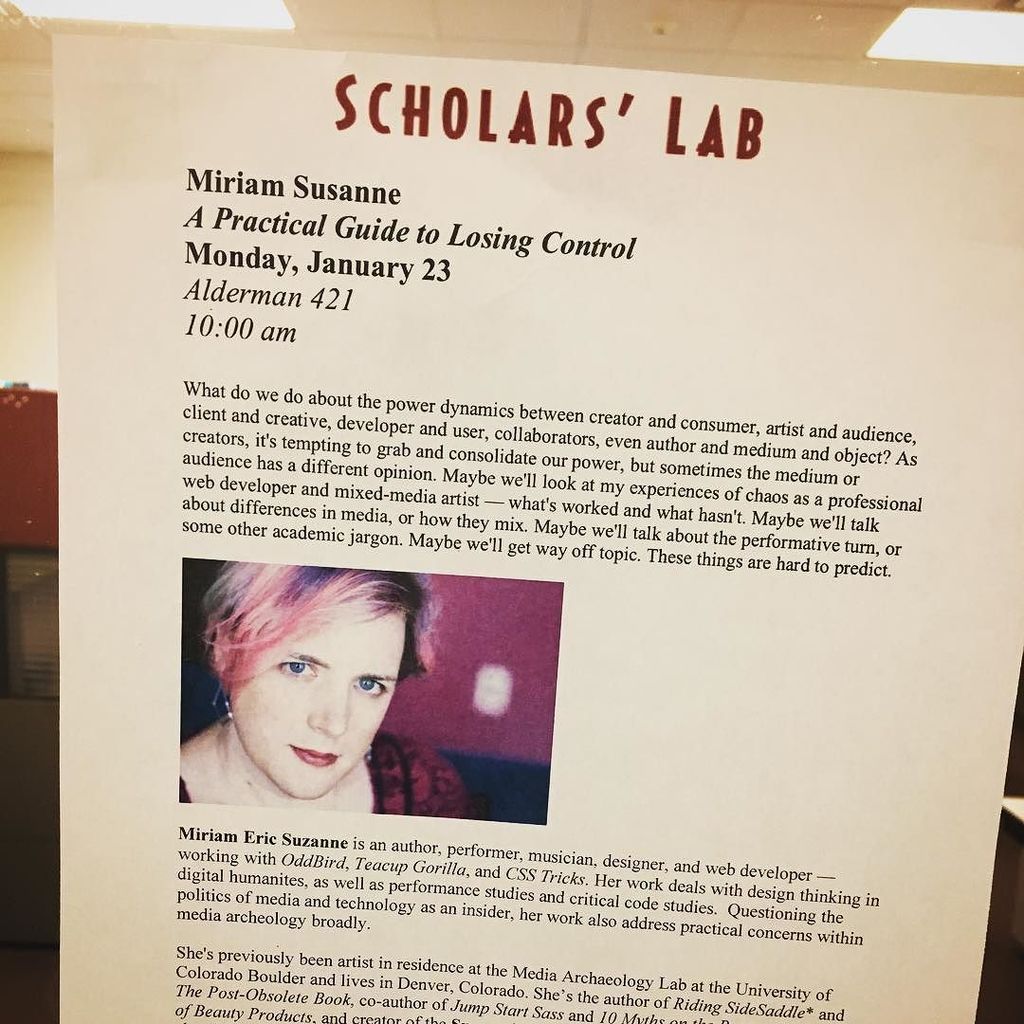 SCHOLARS' LAB
Miriam Susanne
A Practical Guide to Losing Control
Monday, January 23
Alderman 421
10:00 am
What do we do about the power dynamics between creator and consumer, artist and audience,
client and creative, developer and user, collaborators, even author and medium and object? As
creators, it's tempting to grab and consolidate our power, but sometimes the medium or
audience has a different opinion. Maybe we'll look at my experiences of chaos as a professional
web developer and mixed-media artist — what's worked and what hasn't. Maybe we'll talk
about differences in media, or how they mix. Maybe we'll talk about the performative turn, or
some other academic jargon. Maybe we'll get way off topic. These things are hard to predict.
Miriam Eric Suzanne is an author, performer, musician, designer, and web developer —
working with OddBird, Teacup Gorilla, and CSS Tricks. Her work deals with design thinking in
digital humanites, as well as performance studies and critical code studies. Questioning the
politics of media and technology as an insider, her work also address practical concerns within
media archeology broadly.
She's previously been artist in residence at the Media Archaeology Lab at the University of
Colorado Boulder and lives in Denver, Colorado. She's the author of Riding SideSaddle* and
The Post-Obsolete Book, co-author of Jump Start Sass and 10 Myths on the
of Beauty Products, and creator of the